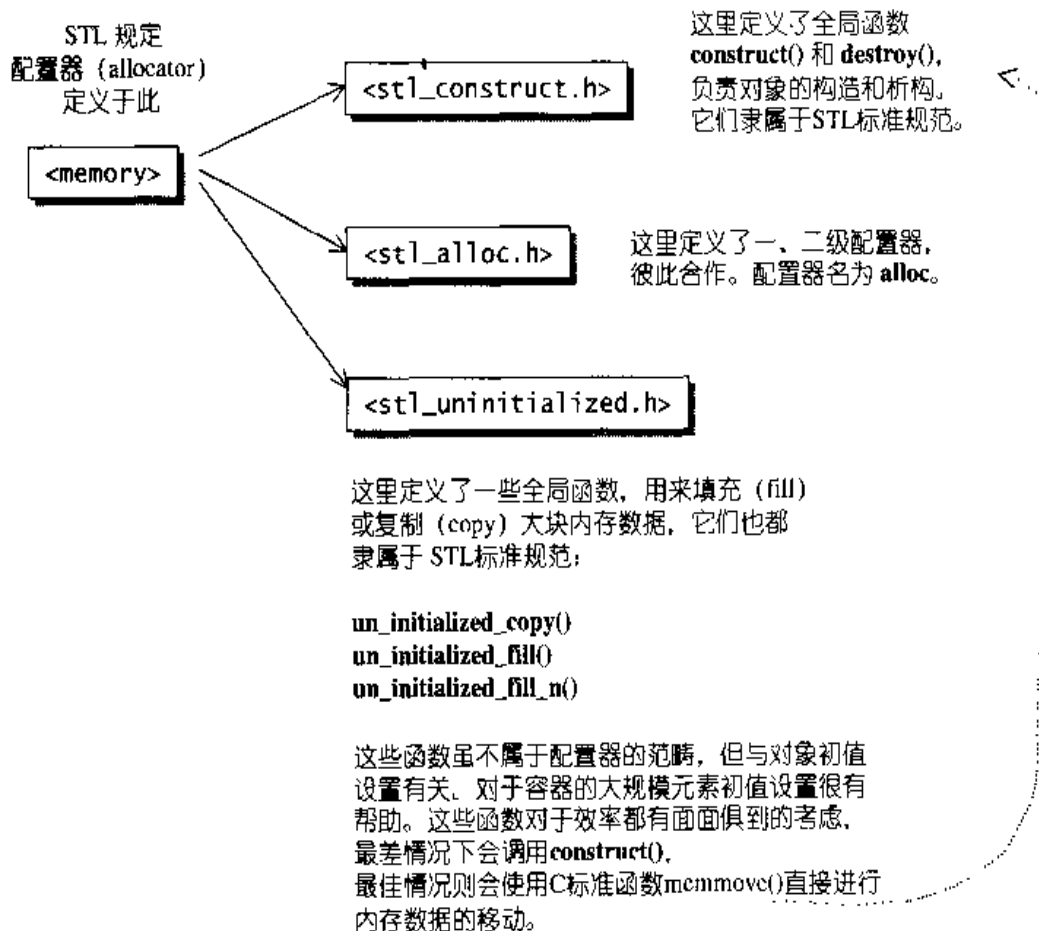 STL 规定
配置器 (allocator)
定义于此
<memory>
<stl_construct.h>
这里定义了全局函数
construct() 和 destroy(),
负责对象的构造和析构。
它们隶属于STL标准规范。
<stl_alloc.h>
这里定义了一、二级配置器,
彼此合作。配置器名为 alloc。
<stl_uninitialized.h>
这里定义了一些全局函数, 用来填充 (fill)
或复制 (copy) 大块内存数据, 它们也都
隶属于 STL标准规范:
un_initialized_copy()
un_initialized_fill()
un_initialized_fill_n()
这些函数虽不属于配置器的范畴, 但与对象初值
设置有关、对于容器的大规模元素初值设置很有
帮助。这些函数对于效率都有面面俱到的考虑,
最差情况下会调用construct(),
最佳情况则会使用C标准函数memmove()直接进行
内存数据的移动。